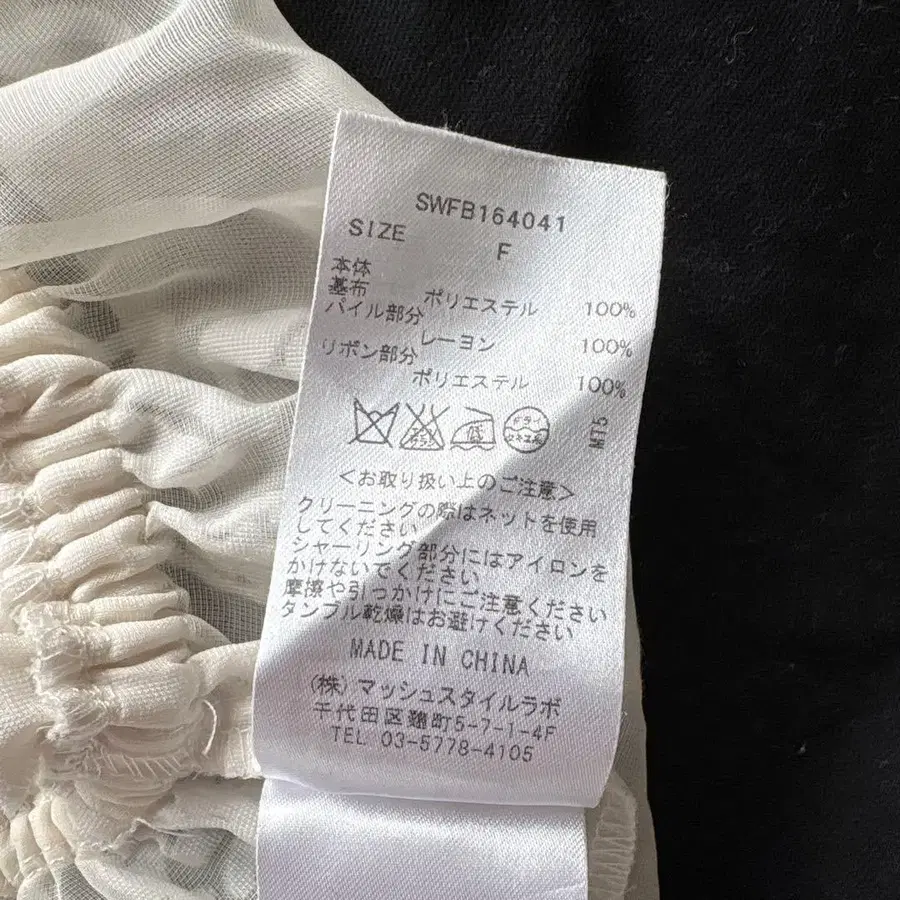 SWFB164041
SIZE F
本体
基布 ポリエステル 100%
パイル部分
レーヨン 100%
リボン部分
ポリエステル 100%
低 ドライ
MT5
<お取り扱い上のご注意>
クリーニングの際はネットを使用
してください
シャーリング部分にはアイロンを
かけないでください
摩擦や引っかけにご注意ください
タンブル乾燥はお避けください
MADE IN CHINA
(株)マッシュスタイルラボ
千代田区麹町5-7-1-4F
TEL 03-5778-4105